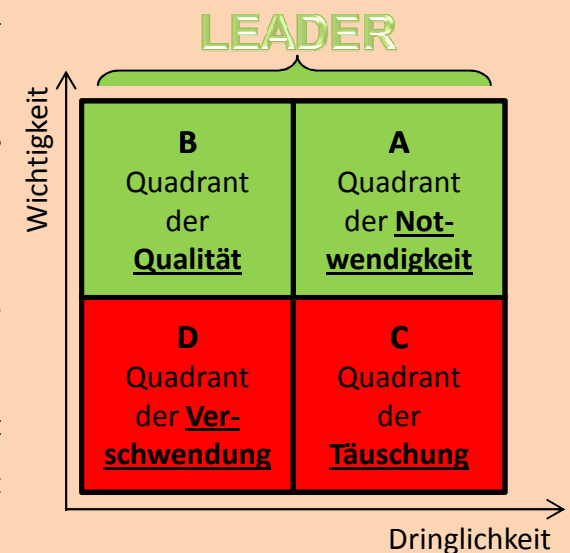 LEADER
Wichtigkeit
B
Quadrant
der
Qualität
A
Quadrant
der Not-
wendigkeit
D
Quadrant
der Ver-
schwendung
C
Quadrant
der
Täuschung
Dringlichkeit